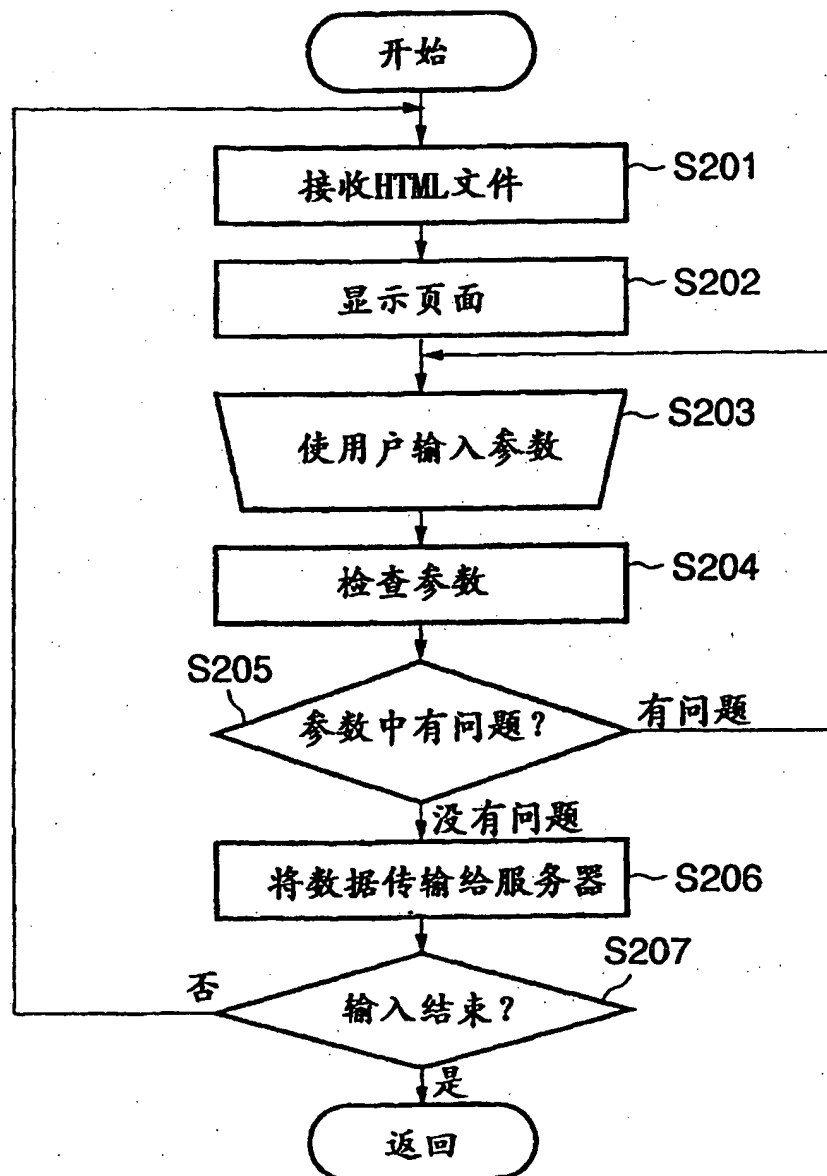 开始
接收HTML文件
S201
显示页面
S202
使用户输入参数
S203
检查参数
S204
S205
参数中有问题?
有问题
没有问题
将数据传输给服务器
S206
S207
否
输入结束?
是
返回